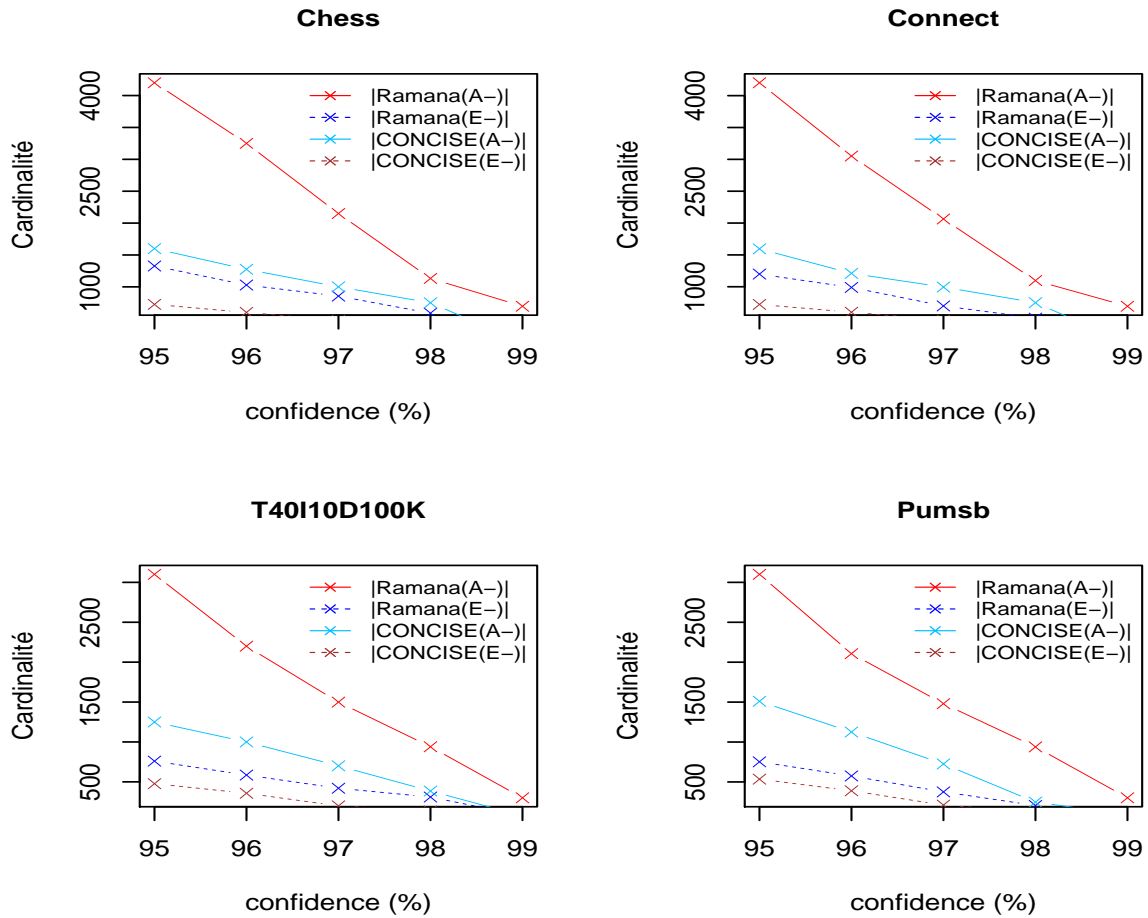 Chess
Cardinalité
4000
2500
1000
|Ramana(A−)|
|Ramana(E−)|
|CONCISE(A−)|
|CONCISE(E−)|
95 96 97 98 99
confidence (%)
Connect
Cardinalité
4000
2500
1000
|Ramana(A−)|
|Ramana(E−)|
|CONCISE(A−)|
|CONCISE(E−)|
95 96 97 98 99
confidence (%)
T40I10D100K
Cardinalité
2500
1500
500
|Ramana(A−)|
|Ramana(E−)|
|CONCISE(A−)|
|CONCISE(E−)|
95 96 97 98 99
confidence (%)
Pumsb
Cardinalité
2500
1500
500
|Ramana(A−)|
|Ramana(E−)|
|CONCISE(A−)|
|CONCISE(E−)|
95 96 97 98 99
confidence (%)